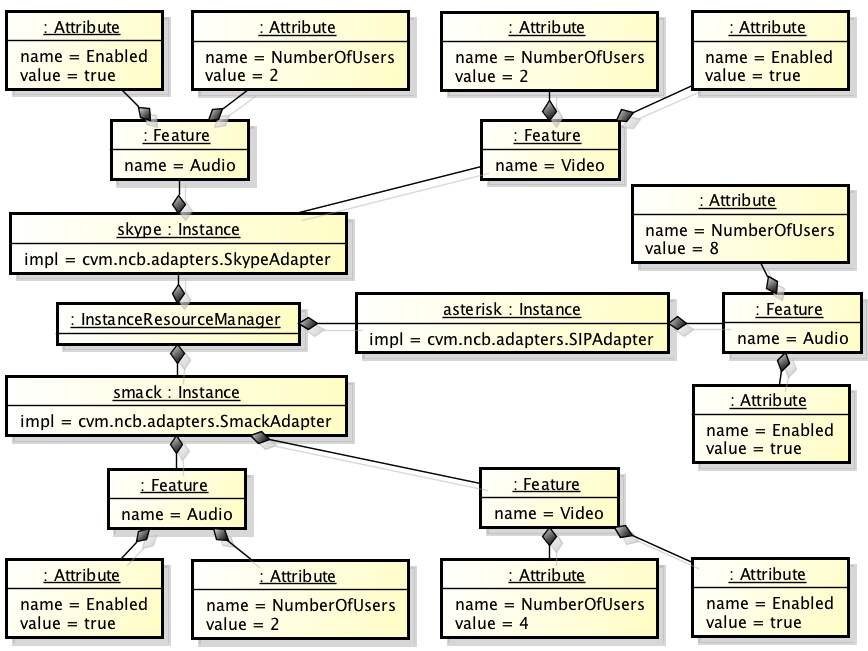 : Attribute
name = Enabled
value = true
: Attribute
name = NumberOfUsers
value = 2
: Attribute
name = NumberOfUsers
value = 2
: Attribute
name = Enabled
value = true
: Feature
name = Audio
: Feature
name = Video
: Attribute
name = NumberOfUsers
value = 8
skype : Instance
impl = cvm.ncb.adapters.SkypeAdapter
: InstanceResourceManager
asterisk : Instance
impl = cvm.ncb.adapters.SIPAdapter
: Feature
name = Audio
smack : Instance
impl = cvm.ncb.adapters.SmackAdapter
: Attribute
name = Enabled
value = true
: Feature
name = Audio
: Feature
name = Video
: Attribute
name = Enabled
value = true
: Attribute
name = NumberOfUsers
value = 2
: Attribute
name = NumberOfUsers
value = 4
: Attribute
name = Enabled
value = true